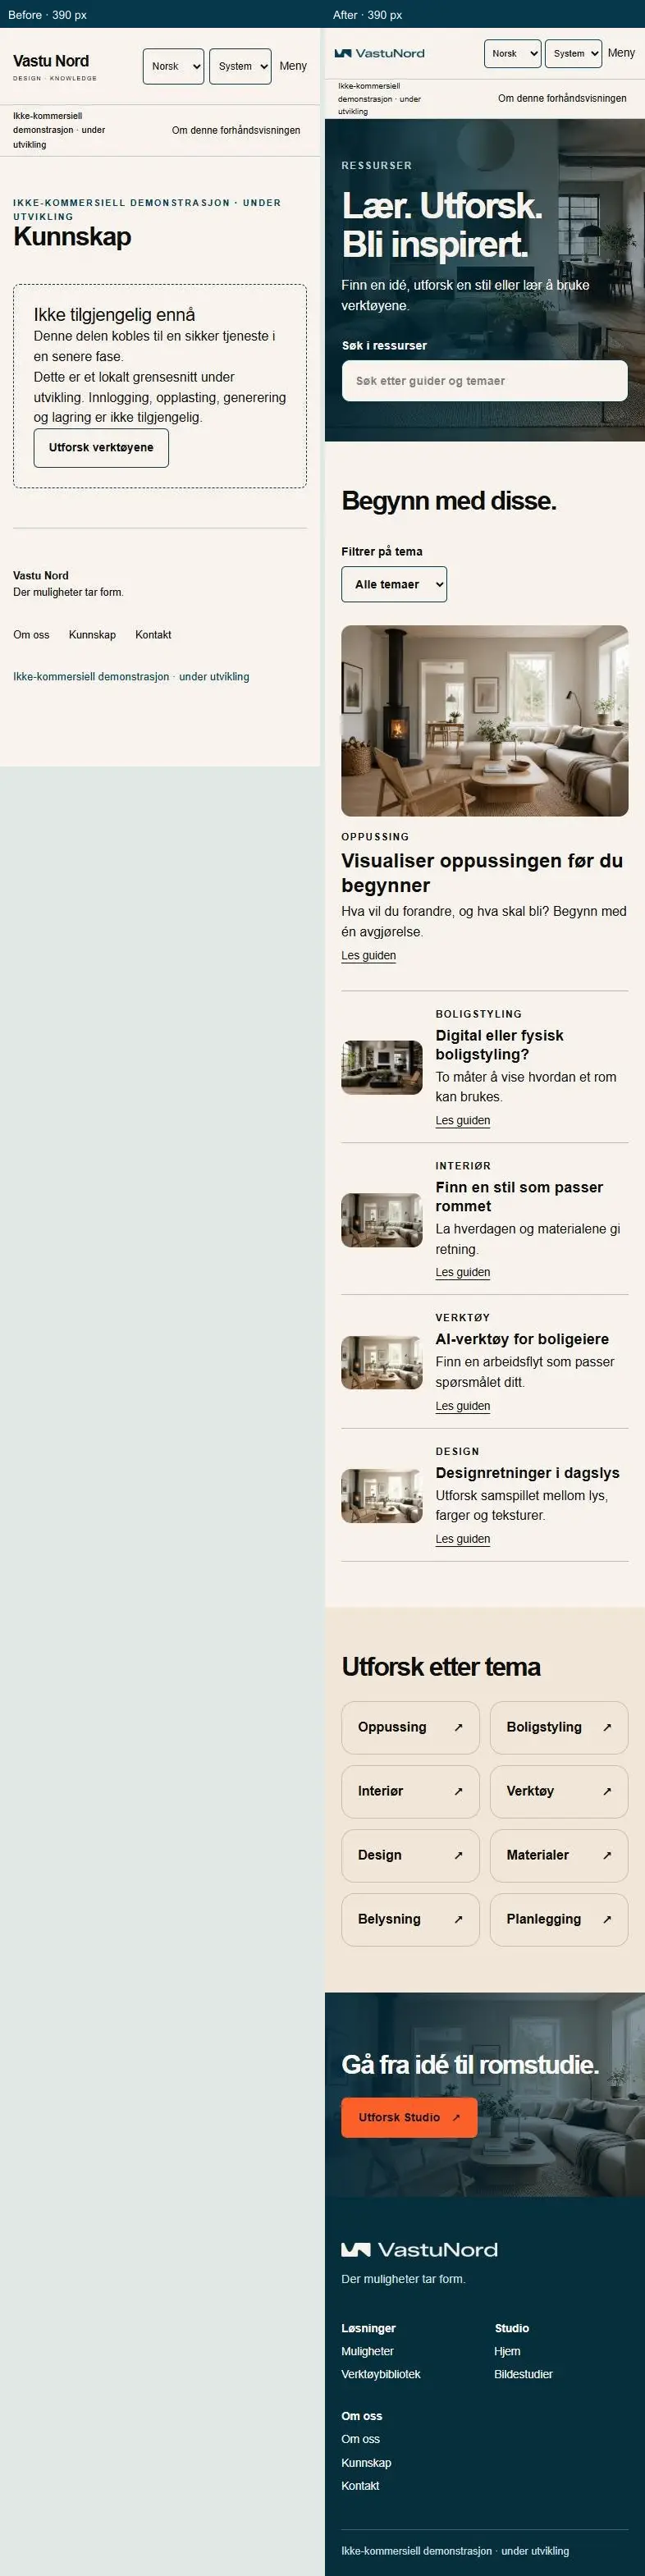 Before · 390 px
Vastu Nord
DESIGN · KNOWLEDGE
Norsk
System
Meny
Ikke-kommersiell
demonstrasjon · under
utvikling
Om denne forhåndsvisningen
IKKE-KOMMERSIELL DEMONSTRASJON · UNDER
UTVIKLING
Kunnskap
Ikke tilgjengelig ennå
Denne delen kobles til en sikker tjeneste i
en senere fase.
Dette er et lokalt grensesnitt under
utvikling. Innlogging, opplasting, generering
og lagring er ikke tilgjengelig.
Utforsk verktøyene
Vastu Nord
Der muligheter tar form.
Om oss
Kunnskap
Kontakt
Ikke-kommersiell demonstrasjon · under utvikling
After · 390 px
VastuNord
Norsk
System
Meny
Ikke-kommersiell
demonstrasjon · under
utvikling
Om denne forhåndsvisningen
RESSURSER
Lær. Utforsk.
Bli inspirert.
Finn en idé, utforsk en stil eller lær å bruke
verktøyene.
Søk i ressurser
Søk etter guider og temaer
Begynn med disse.
Filtrer på tema
Alle temaer
OPPUSSING
Visualiser oppussingen før du
begynner
Hva vil du forandre, og hva skal bli? Begynn med
én avgjørelse.
Les guiden
BOLIGSTYLING
Digital eller fysisk
boligstyling?
To måter å vise hvordan et rom
kan brukes.
Les guiden
INTERIØR
Finn en stil som passer
rommet
La hverdagen og materialene gi
retning.
Les guiden
VERKTØY
AI-verktøy for boligeiere
Finn en arbeidsflyt som passer
spørsmålet ditt.
Les guiden
DESIGN
Designretninger i dagslys
Utforsk samspillet mellom lys,
farger og teksturer.
Les guiden
Utforsk etter tema
Oppussing ↗
Boligstyling ↗
Interiør ↗
Verktøy ↗
Design ↗
Materialer ↗
Belysning ↗
Planlegging ↗
Gå fra idé til romstudie.
Utforsk Studio ↗
VastuNord
Der muligheter tar form.
Løsninger
Muligheter
Verktøybibliotek
Studio
Hjem
Bildestudier
Om oss
Om oss
Kunnskap
Kontakt
Ikke-kommersiell demonstrasjon · under utvikling